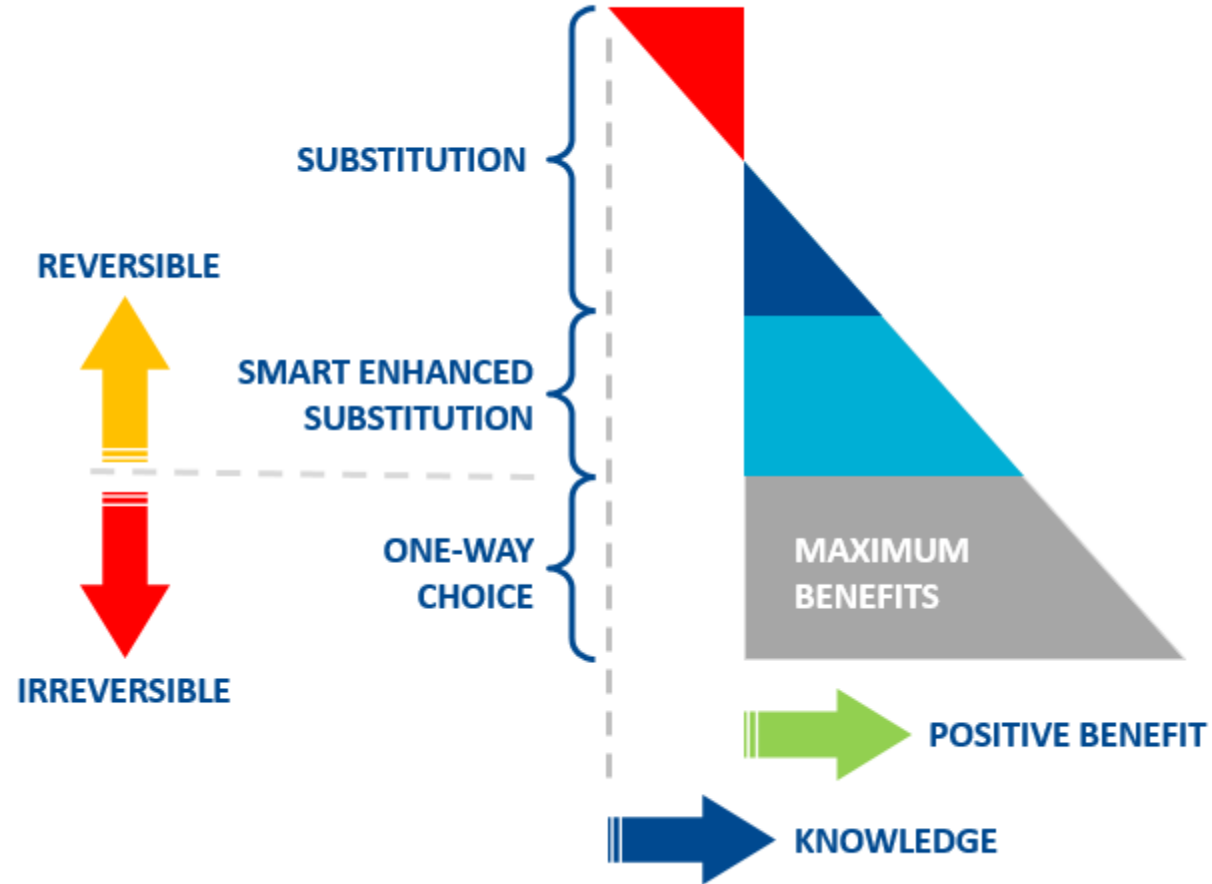 SUBSTITUTION
REVERSIBLE
SMART ENHANCED
SUBSTITUTION
ONE-WAY
CHOICE
MAXIMUM
BENEFITS
IRREVERSIBLE
POSITIVE BENEFIT
KNOWLEDGE